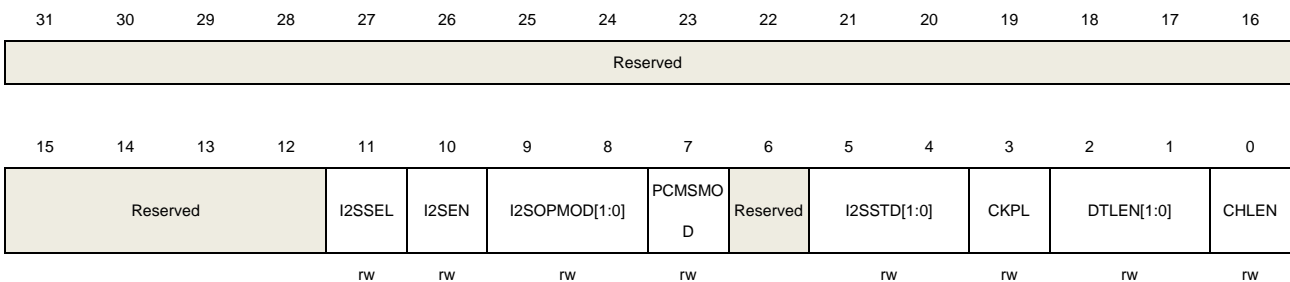 31 30 29 28 27 26 25 24 23 22 21 20 19 18 17 16
Reserved
15 14 13 12 11 10 9 8 7 6 5 4 3 2 1 0
Reserved I2SSEL I2SEN I2SOPMOD[1:0] PCMSMO
D Reserved I2SSTD[1:0] CKPL DTLEN[1:0] CHLEN
rw rw rw rw rw rw rw rw